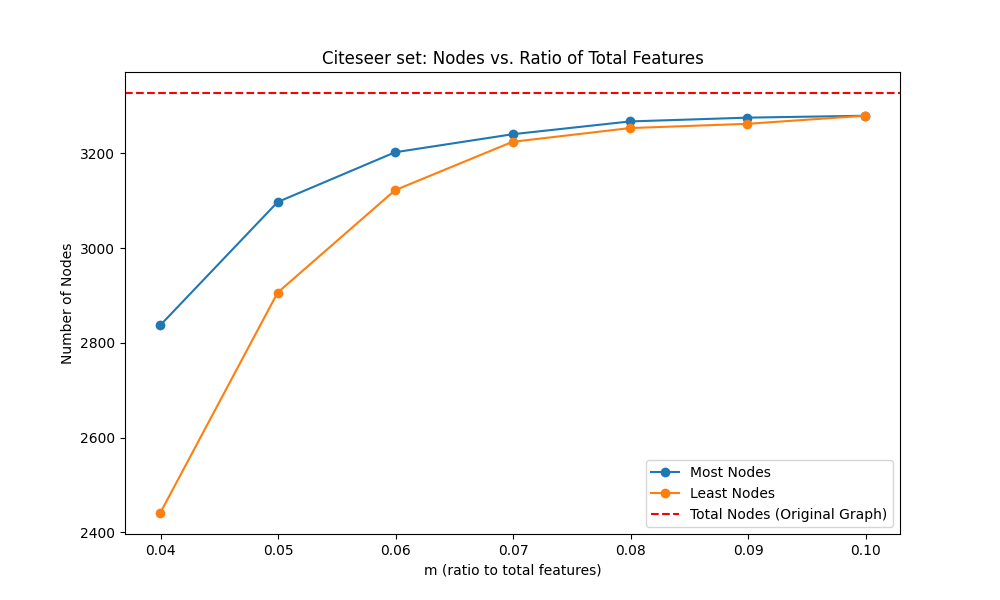 Citeseer set: Nodes vs. Ratio of Total Features
Number of Nodes
3200
3000
2800
2600
2400
0.04 0.05 0.06 0.07 0.08 0.09 0.10
m (ratio to total features)
Most Nodes
Least Nodes
Total Nodes (Original Graph)